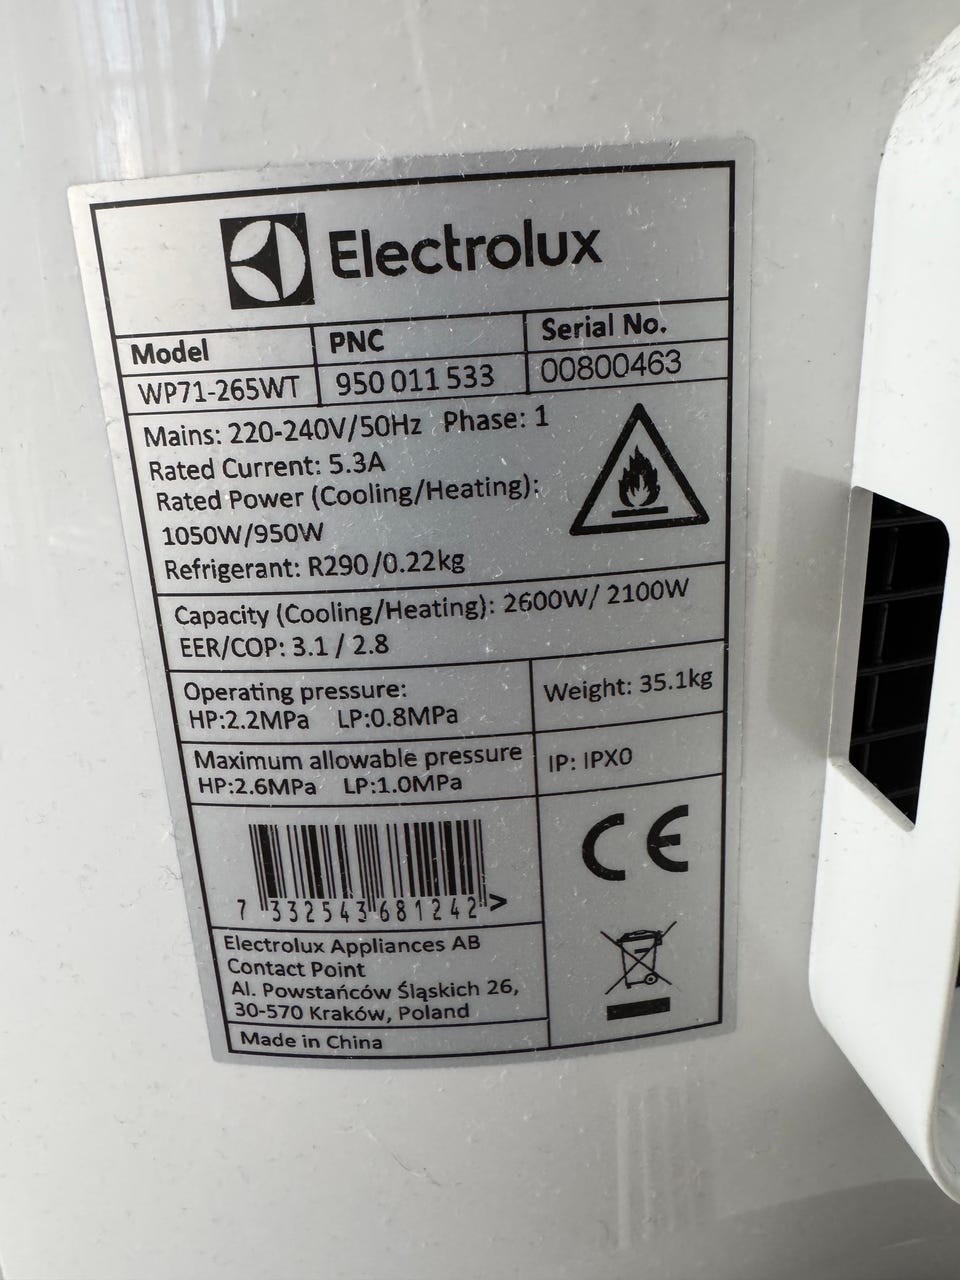 Electrolux
Model PNC Serial No.
WP71-265WT 950 011 533 00800463
Mains: 220-240V/50Hz Phase: 1
Rated Current: 5.3A
Rated Power (Cooling/Heating):
1050W/950W
Refrigerant: R290/0.22kg
Capacity (Cooling/Heating): 2600W/ 2100W
EER/COP: 3.1 / 2.8
Operating pressure:
HP:2.2MPa LP:0.8MPa
Weight: 35.1kg
Maximum allowable pressure
HP:2.6MPa LP:1.0MPa
IP: IPX0
CE
7 332543 681242 >
Electrolux Appliances AB
Contact Point
Al. Powstańców Śląskich 26,
30-570 Kraków, Poland
Made in China